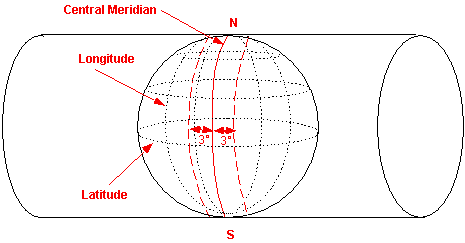 Central Meridian
N
Longitude
3° 3°
Latitude
S